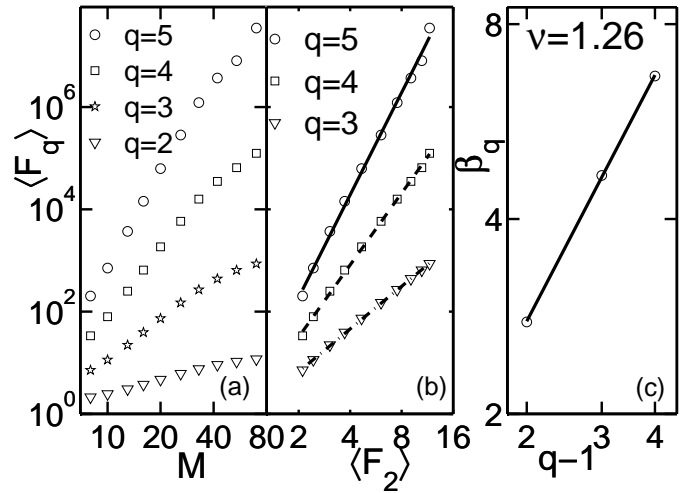 q=5
q=4
q=3
q=2
⟨F_q⟩
10^6
10^4
10^2
10^0
10 20 40 80
M
(a)
q=5
q=4
q=3
2 4 8 16
⟨F_2⟩
(b)
ν=1.26
β_q
8
4
2
2 3 4
q−1
(c)